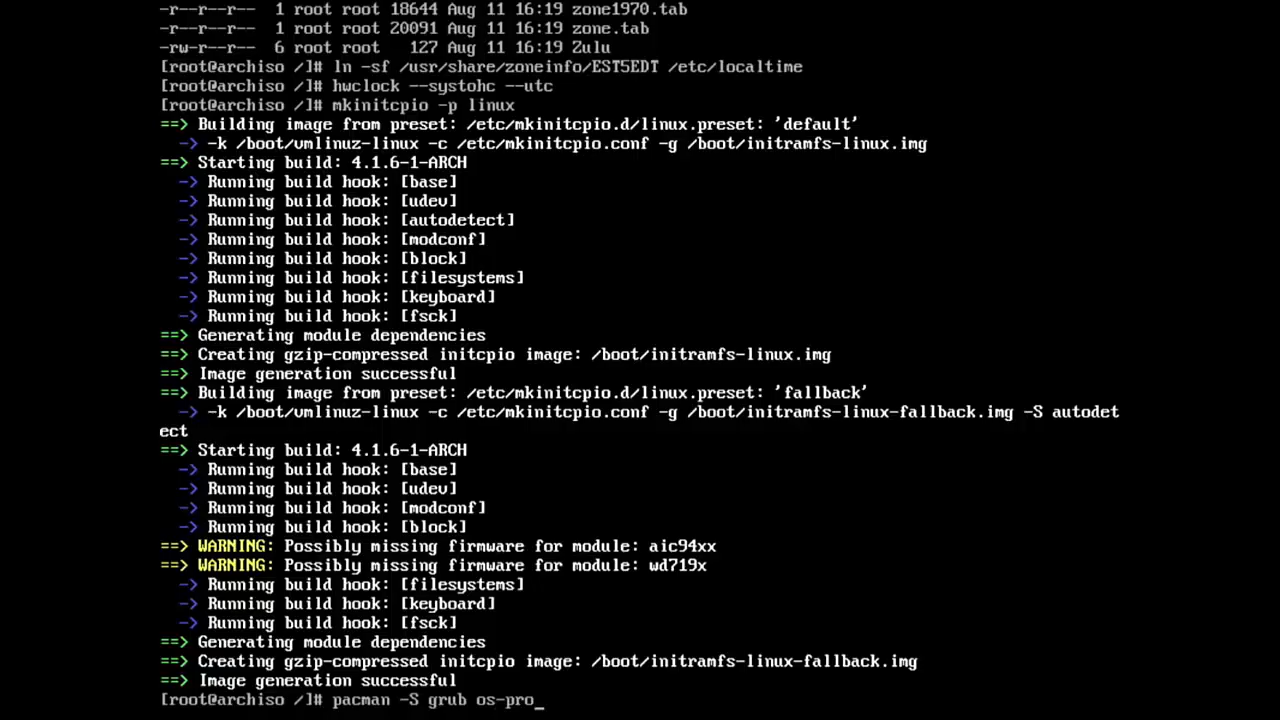 -r--r--r--  1 root root 18644 Aug 11 16:19 zone1970.tab
-r--r--r--  1 root root 20091 Aug 11 16:19 zone.tab
-rw-r--r--  6 root root   127 Aug 11 16:19 Zulu
[root@archiso /]# ln -sf /usr/share/zoneinfo/EST5EDT /etc/localtime
[root@archiso /]# hwclock --systohc --utc
[root@archiso /]# mkinitcpio -p linux
==> Building image from preset: /etc/mkinitcpio.d/linux.preset: 'default'
  -> -k /boot/vmlinuz-linux -c /etc/mkinitcpio.conf -g /boot/initramfs-linux.img
==> Starting build: 4.1.6-1-ARCH
  -> Running build hook: [base]
  -> Running build hook: [udev]
  -> Running build hook: [autodetect]
  -> Running build hook: [modconf]
  -> Running build hook: [block]
  -> Running build hook: [filesystems]
  -> Running build hook: [keyboard]
  -> Running build hook: [fsck]
==> Generating module dependencies
==> Creating gzip-compressed initcpio image: /boot/initramfs-linux.img
==> Image generation successful
==> Building image from preset: /etc/mkinitcpio.d/linux.preset: 'fallback'
  -> -k /boot/vmlinuz-linux -c /etc/mkinitcpio.conf -g /boot/initramfs-linux-fallback.img -S autodet
ect
==> Starting build: 4.1.6-1-ARCH
  -> Running build hook: [base]
  -> Running build hook: [udev]
  -> Running build hook: [modconf]
  -> Running build hook: [block]
==> WARNING: Possibly missing firmware for module: aic94xx
==> WARNING: Possibly missing firmware for module: wd719x
  -> Running build hook: [filesystems]
  -> Running build hook: [keyboard]
  -> Running build hook: [fsck]
==> Generating module dependencies
==> Creating gzip-compressed initcpio image: /boot/initramfs-linux-fallback.img
==> Image generation successful
[root@archiso /]# pacman -S grub os-pro_